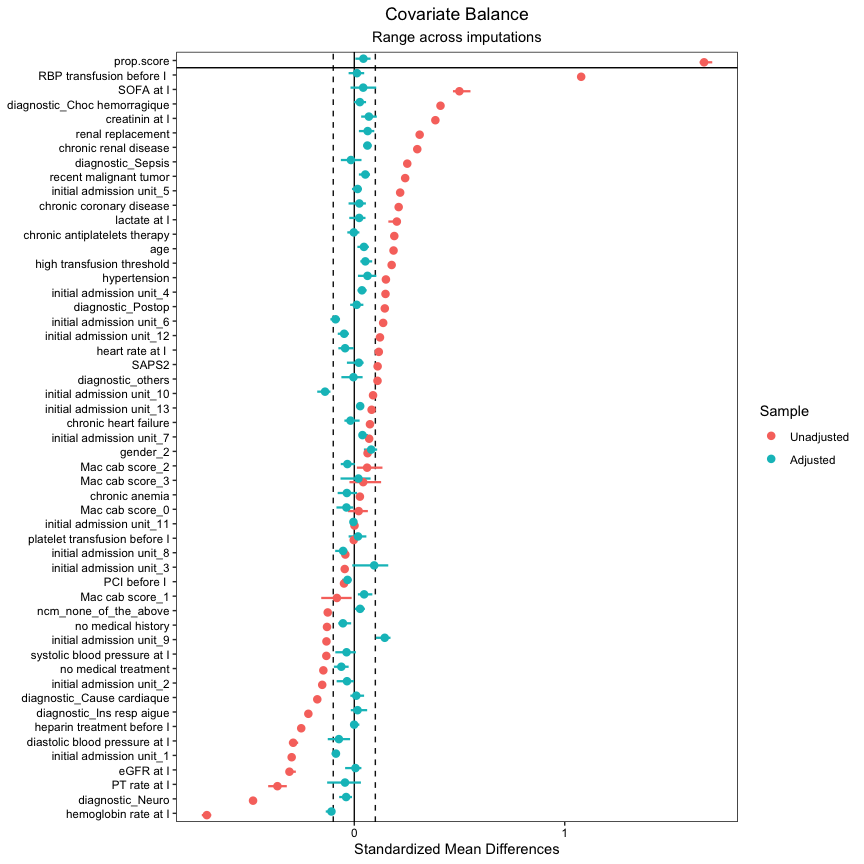 Covariate Balance
Range across imputations
prop.score
RBP transfusion before I
SOFA at I
diagnostic_Choc hemorragique
creatinin at I
renal replacement
chronic renal disease
diagnostic_Sepsis
recent malignant tumor
initial admission unit_5
chronic coronary disease
lactate at I
chronic antiplatelets therapy
age
high transfusion threshold
hypertension
initial admission unit_4
diagnostic_Postop
initial admission unit_6
initial admission unit_12
heart rate at I
SAPS2
diagnostic_others
initial admission unit_10
initial admission unit_13
chronic heart failure
initial admission unit_7
gender_2
Mac cab score_2
Mac cab score_3
chronic anemia
Mac cab score_0
initial admission unit_11
platelet transfusion before I
initial admission unit_8
initial admission unit_3
PCI before I
Mac cab score_1
ncm_none_of_the_above
no medical history
initial admission unit_9
systolic blood pressure at I
no medical treatment
initial admission unit_2
diagnostic_Cause cardiaque
diagnostic_Ins resp aigue
heparin treatment before I
diastolic blood pressure at I
initial admission unit_1
eGFR at I
PT rate at I
diagnostic_Neuro
hemoglobin rate at I
0
1
Standardized Mean Differences
Sample
Unadjusted
Adjusted